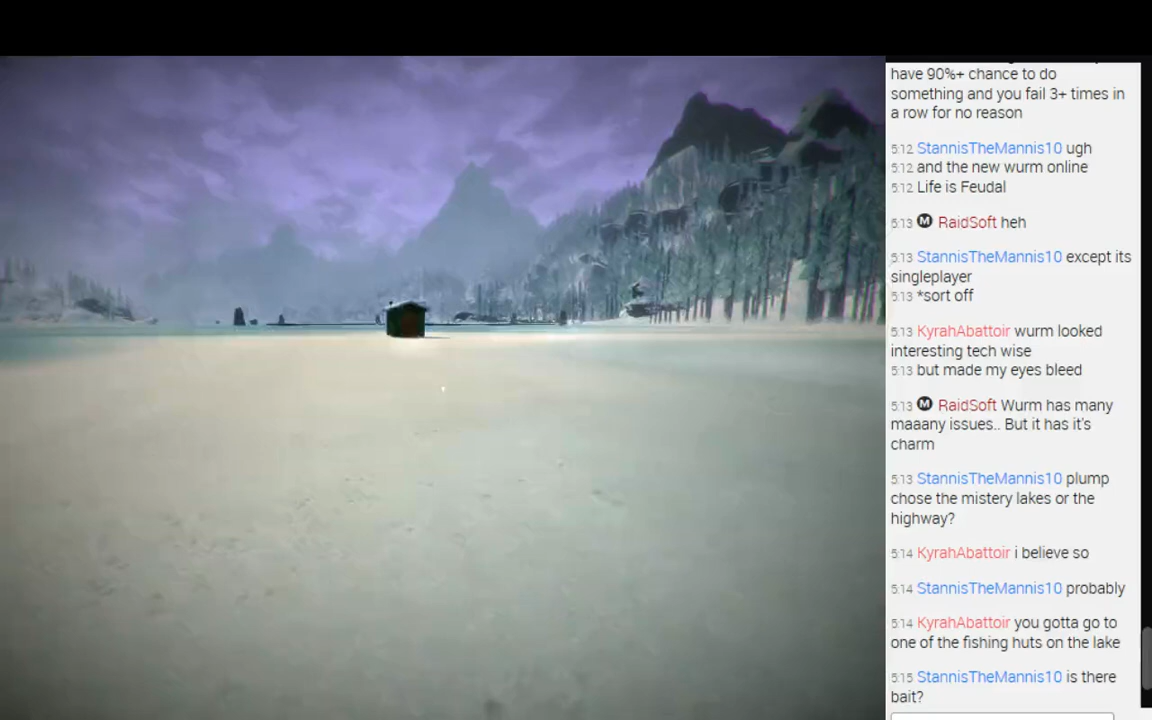 have 90%+ chance to do
something and you fail 3+ times in
a row for no reason
5:12 StannisTheMannis10 ugh
5:12 and the new wurm online
5:12 Life is Feudal
5:13 M RaidSoft heh
5:13 StannisTheMannis10 except its
singleplayer
5:13 *sort off
5:13 KyrahAbattoir wurm looked
interesting tech wise
5:13 but made my eyes bleed
5:13 M RaidSoft Wurm has many
maaany issues.. But it has it's
charm
5:13 StannisTheMannis10 plump
chose the mistery lakes or the
highway?
5:14 KyrahAbattoir i believe so
5:14 StannisTheMannis10 probably
5:14 KyrahAbattoir you gotta go to
one of the fishing huts on the lake
5:15 StannisTheMannis10 is there
bait?